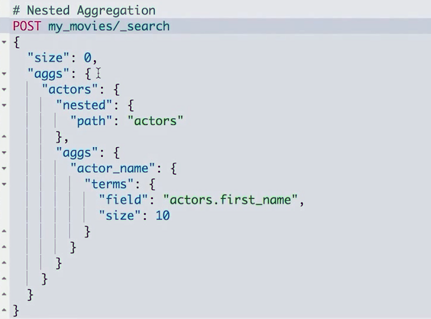 # Nested Aggregation
POST my_movies/_search
{
  "size": 0,
  "aggs": {
    "actors": {
      "nested": {
        "path": "actors"
      },
      "aggs": {
        "actor_name": {
          "terms": {
            "field": "actors.first_name",
            "size": 10
          }
        }
      }
    }
  }
}